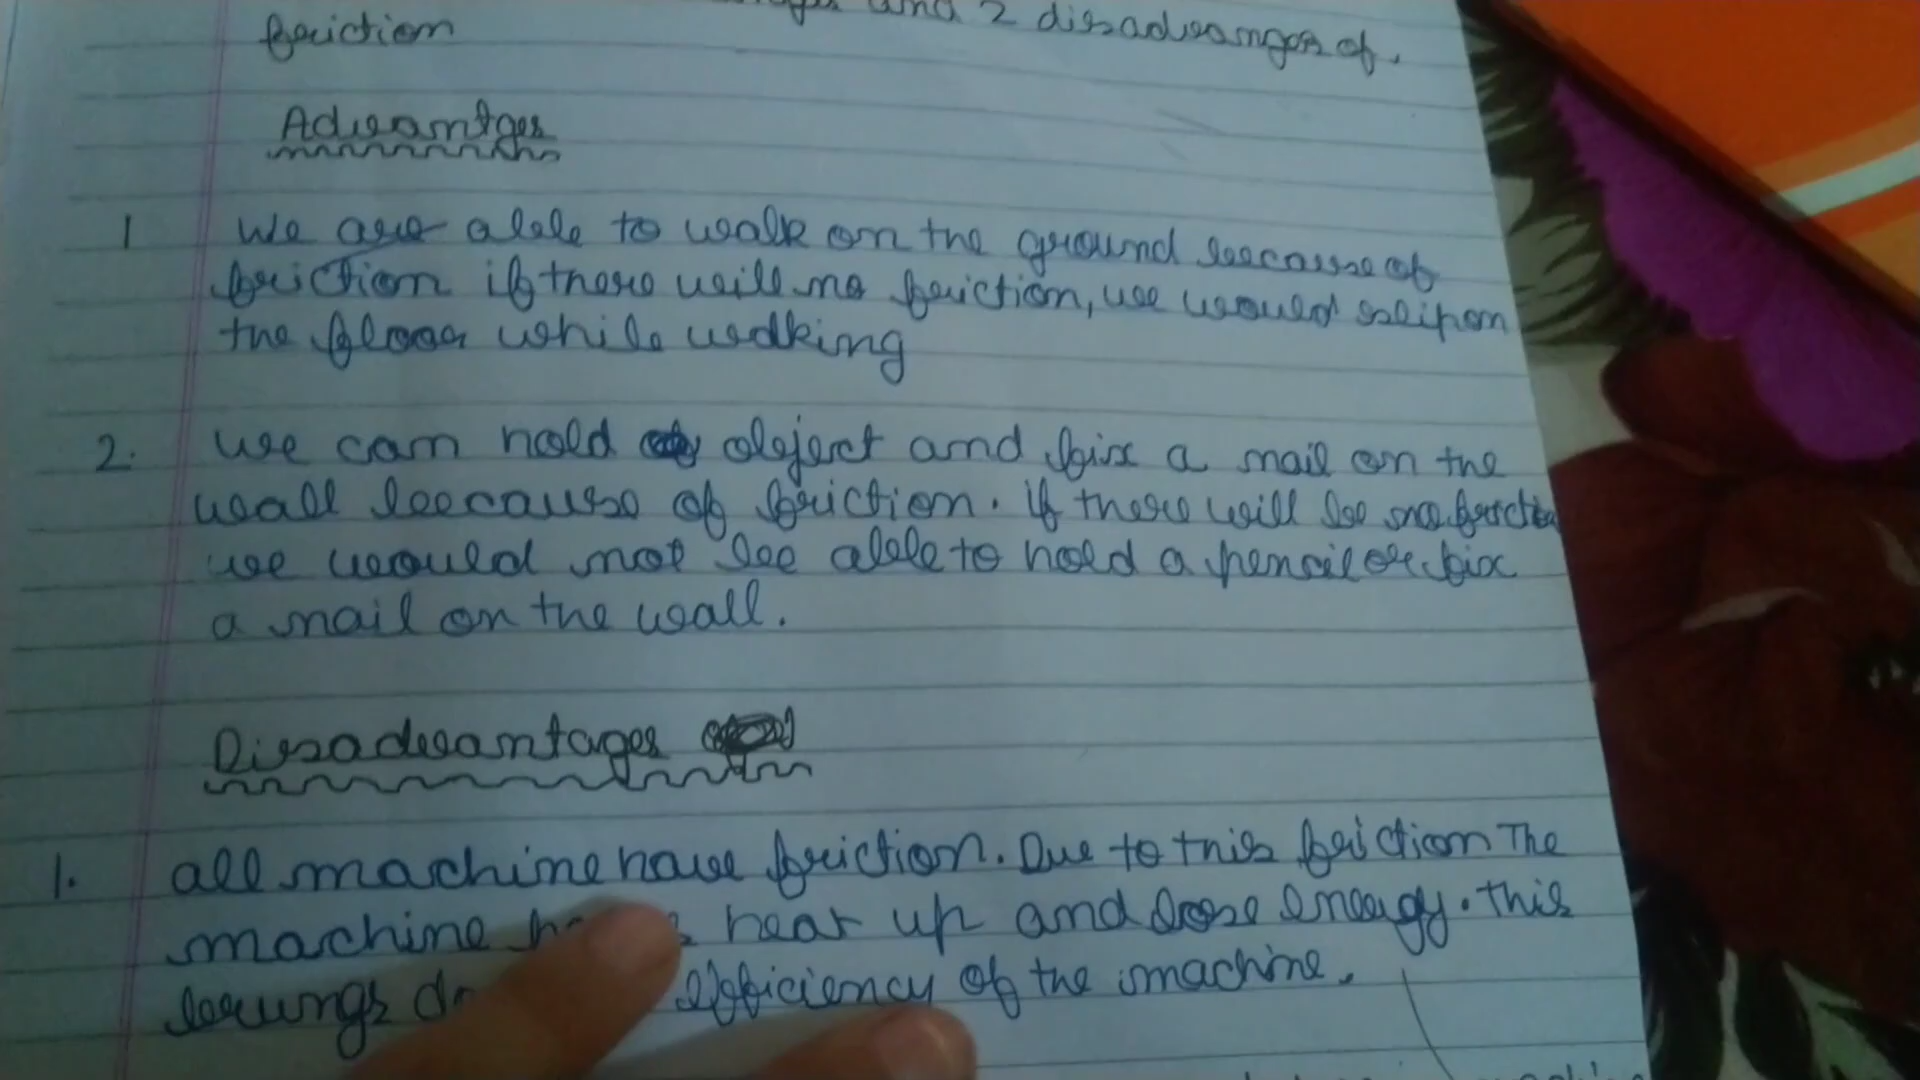 and 2 disadvanges of.
friction
Advantges
1 We are able to walk on the ground because of
friction if there will no friction, we would slip on
the floor while walking
2. we can hold object and fix a nail on the
wall because of friction. If there will be no friction
we would not be able to hold a pencil or fix
a nail on the wall.
Disadvantages
1. all machine have friction. Due to this friction The
machine heat up and lose energy. This
brungs efficiency of the machine.